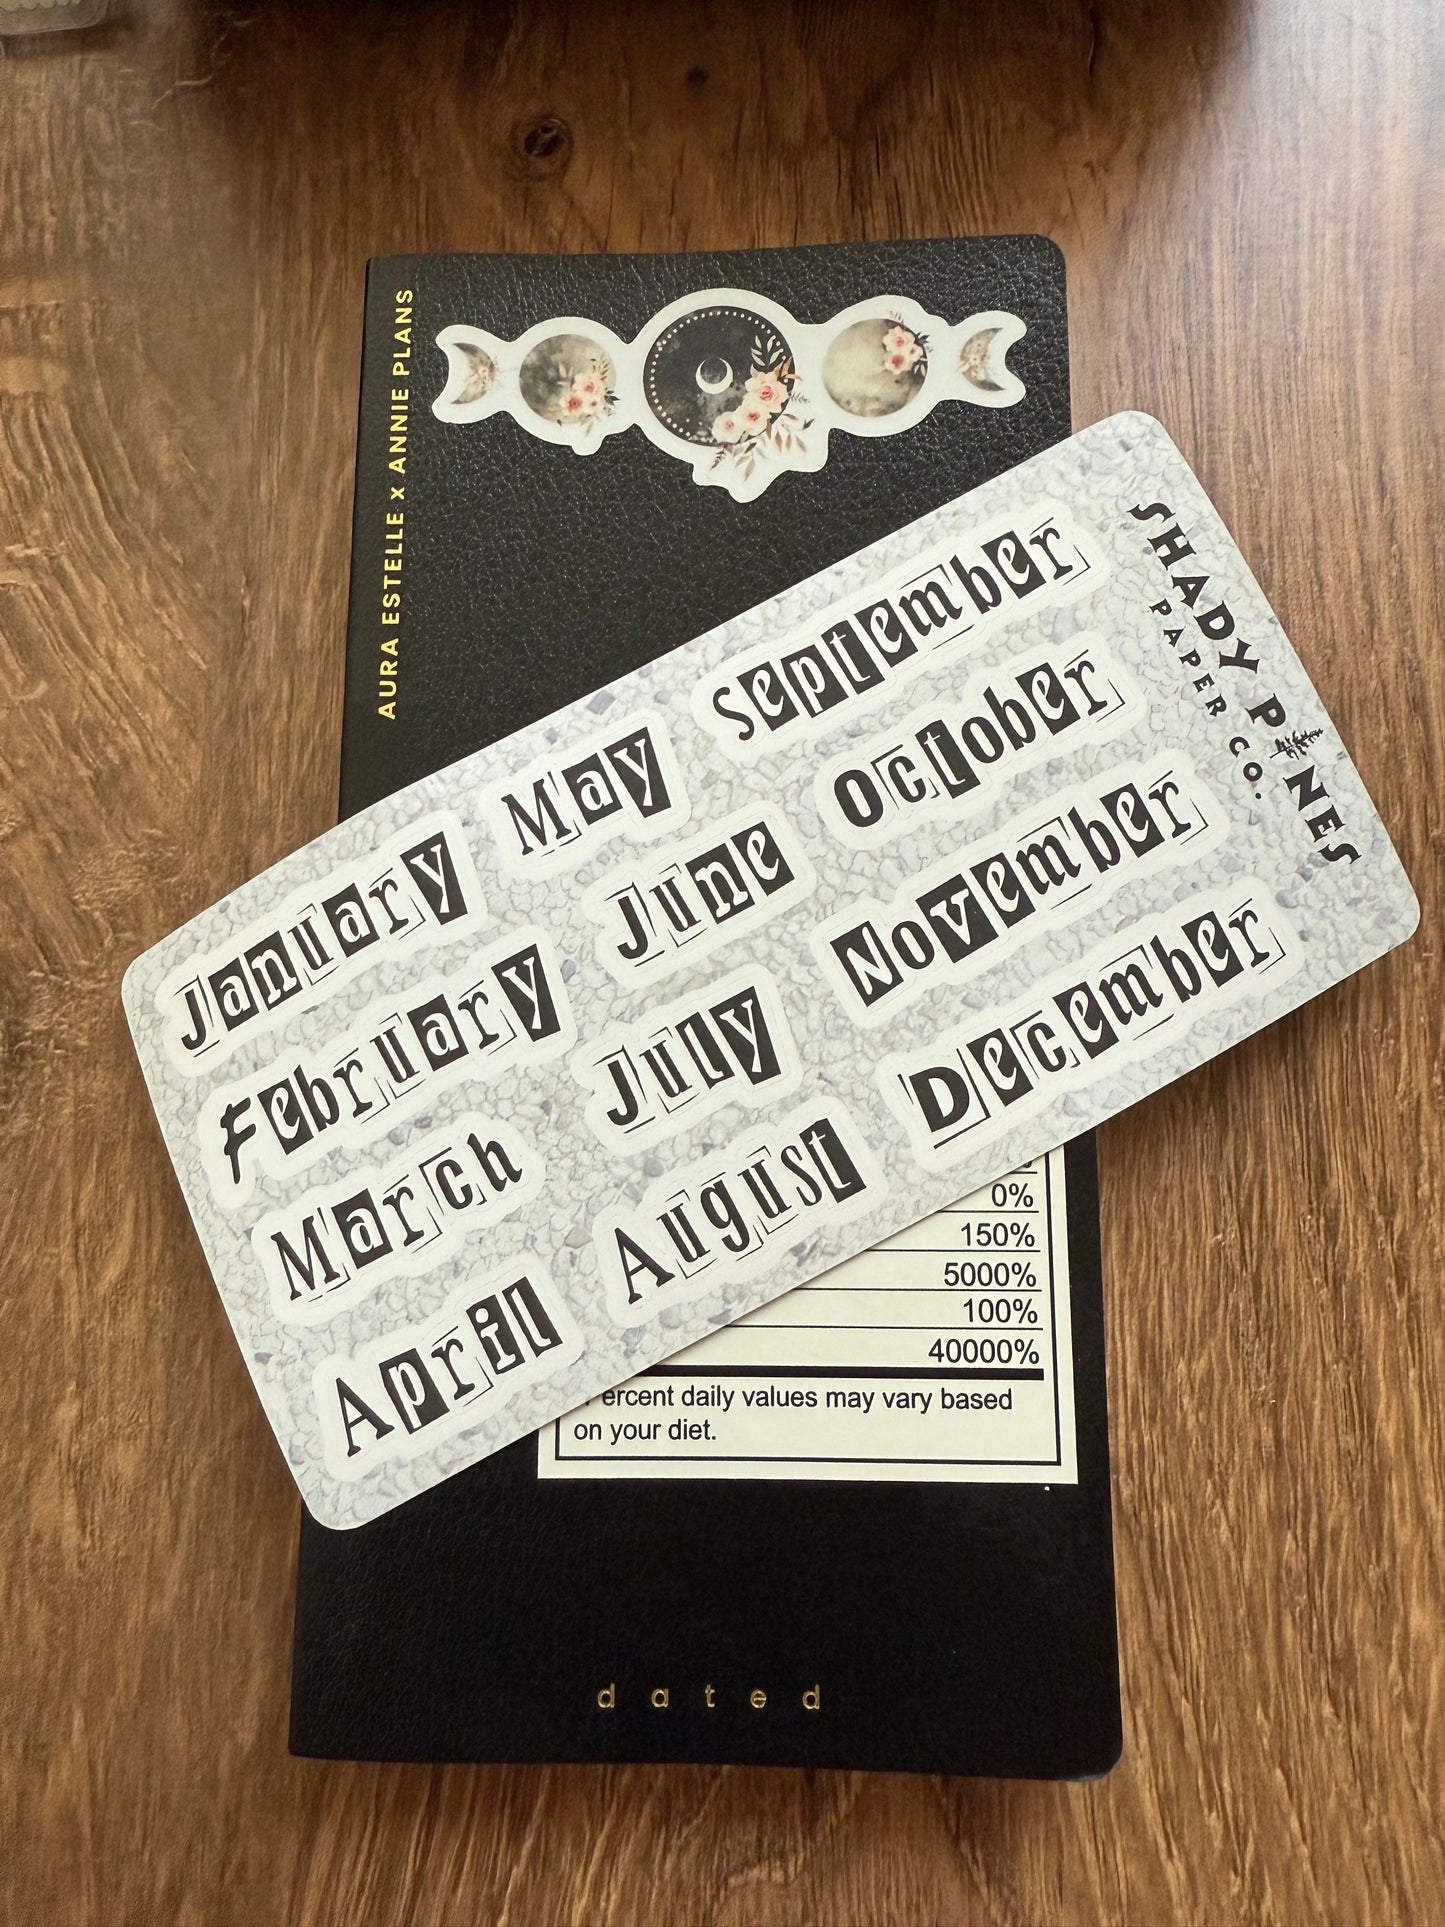 AURA ESTELLE x ANNIE PLANS
January
February
March
April
May
June
July
August
September
October
November
December
SHADY PINES
PAPER CO.
0%
150%
5000%
100%
40000%
ercent daily values may vary based
on your diet.
dated